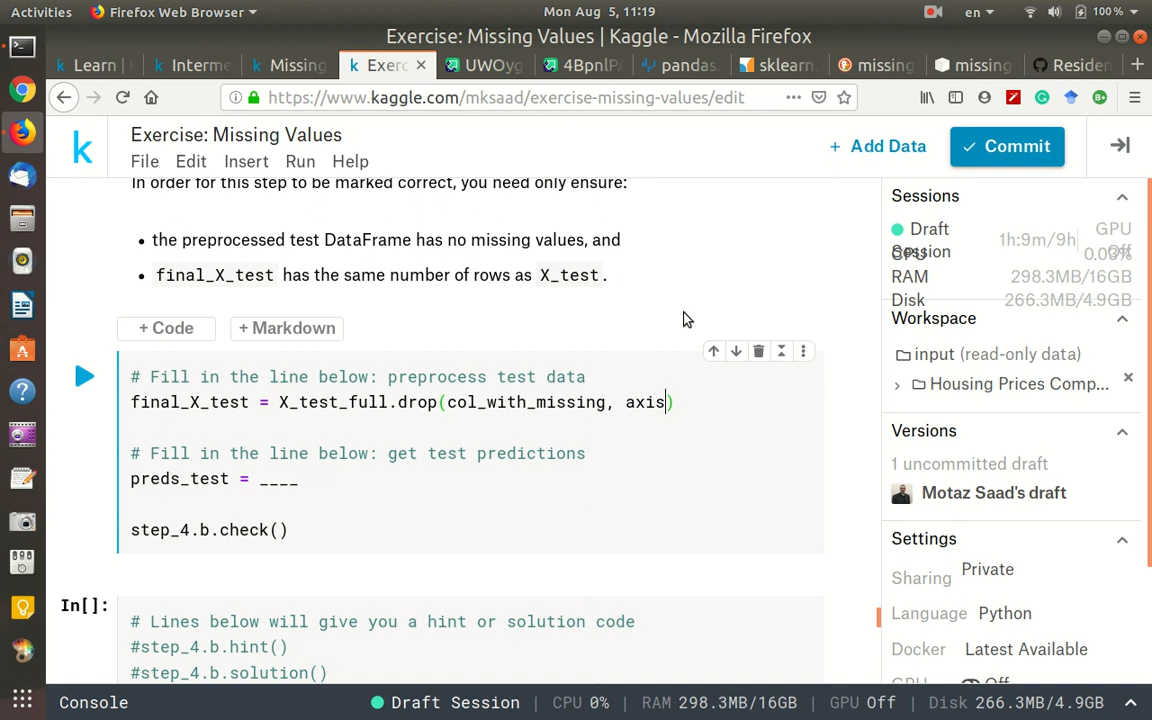 Activities Firefox Web Browser Mon Aug 5, 11:19 en 100%
Exercise: Missing Values | Kaggle - Mozilla Firefox
Learn | Interme Missing Exerc UWOyg 4BpnlP pandas. sklearn. missing missing Residen
https://www.kaggle.com/mksaad/exercise-missing-values/edit
Exercise: Missing Values
File Edit Insert Run Help
+ Add Data
Commit
In order for this step to be marked correct, you need only ensure:
• the preprocessed test DataFrame has no missing values, and
• final_X_test has the same number of rows as X_test.
+ Code + Markdown
# Fill in the line below: preprocess test data
final_X_test = X_test_full.drop(col_with_missing, axis)
# Fill in the line below: get test predictions
preds_test = ____
step_4.b.check()
In[]:
# Lines below will give you a hint or solution code
#step_4.b.hint()
#step_4.b.solution()
Sessions
Draft Session 1h:9m/9h GPU Off
CPU 0.03%
RAM 298.3MB/16GB
Disk 266.3MB/4.9GB
Workspace
input (read-only data)
Housing Prices Comp...
Versions
1 uncommitted draft
Motaz Saad's draft
Settings
Sharing Private
Language Python
Docker Latest Available
GPU Off
Console Draft Session | CPU 0% | RAM 298.3MB/16GB | GPU Off | Disk 266.3MB/4.9GB